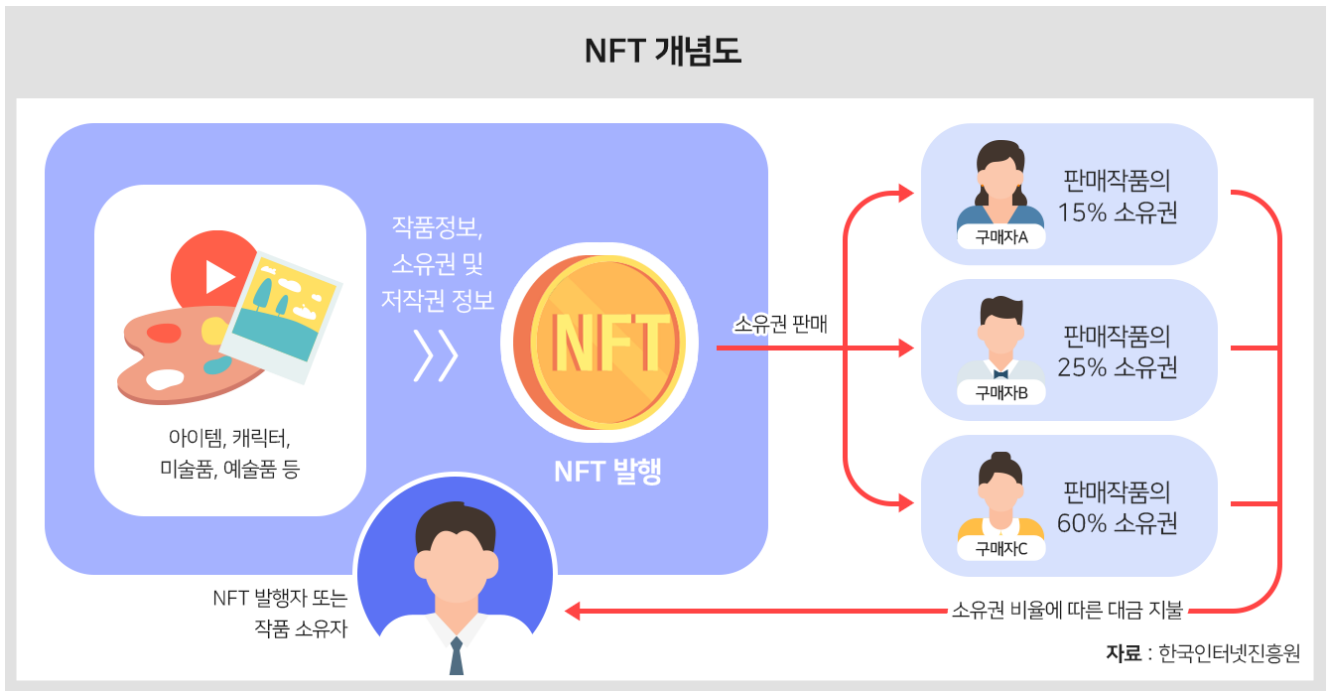 NFT 개념도
작품정보,
소유권 및
저작권 정보
NFT
아이템, 캐릭터,
미술품, 예술품 등
NFT 발행
NFT 발행자 또는
작품 소유자
소유권 판매
판매작품의
15% 소유권
구매자A
판매작품의
25% 소유권
구매자B
판매작품의
60% 소유권
구매자C
소유권 비율에 따른 대금 지불
자료 : 한국인터넷진흥원